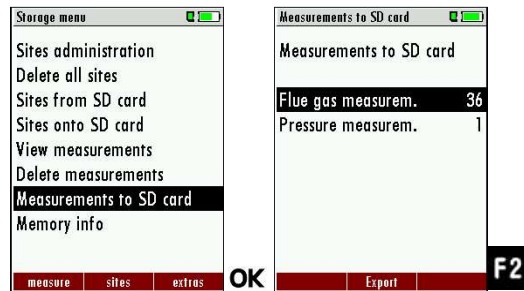 Storage menu
Sites administration
Delete all sites
Sites from SD card
Sites onto SD card
View measurements
Delete measurements
Measurements to SD card
Memory info
measure sites extras
OK
Measurements to SD card
Measurements to SD card
Flue gas measurem. 36
Pressure measurem. 1
Export
F2